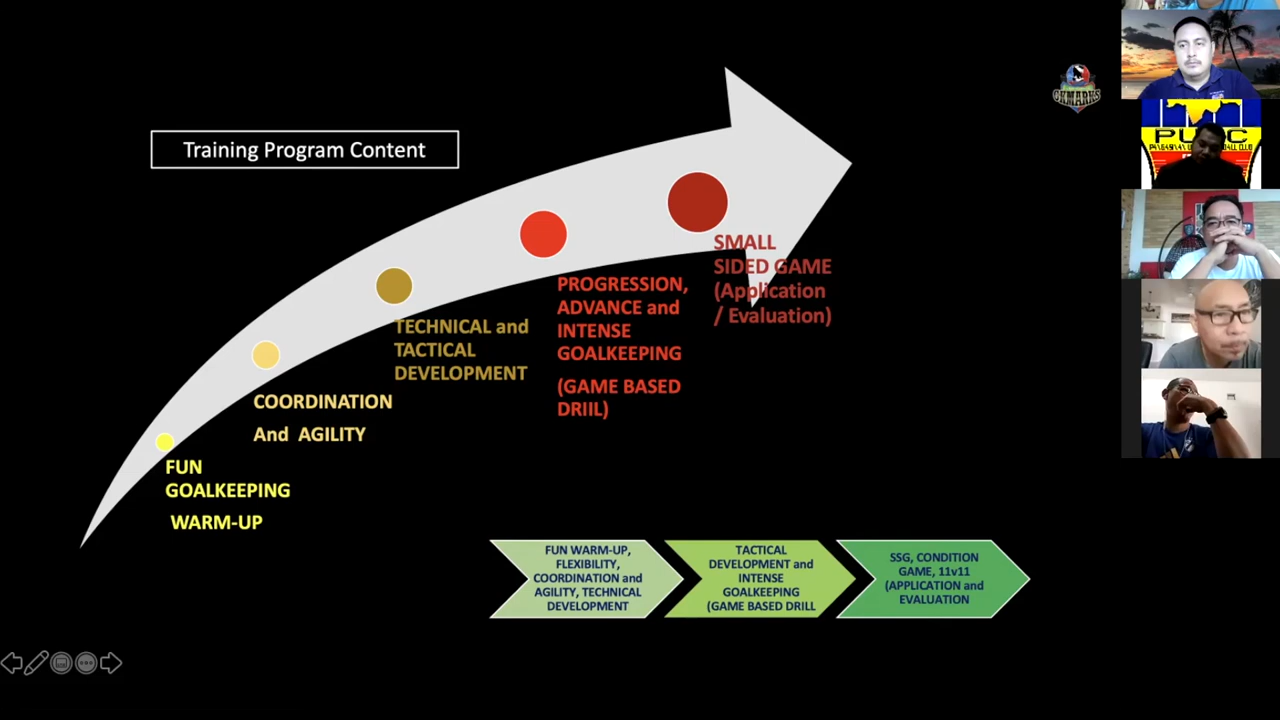 Training Program Content
FUN
GOALKEEPING
WARM-UP
COORDINATION
And AGILITY
TECHNICAL and
TACTICAL
DEVELOPMENT
PROGRESSION,
ADVANCE and
INTENSE
GOALKEEPING
(GAME BASED
DRIIL)
SMALL
SIDED GAME
(Application
/ Evaluation)
FUN WARM-UP,
FLEXIBILITY,
COORDINATION and
AGILITY, TECHNICAL
DEVELOPMENT
TACTICAL
DEVELOPMENT and
INTENSE
GOALKEEPING
(GAME BASED DRILL
SSG, CONDITION
GAME, 11v11
(APPLICATION and
EVALUATION
GKMARKS